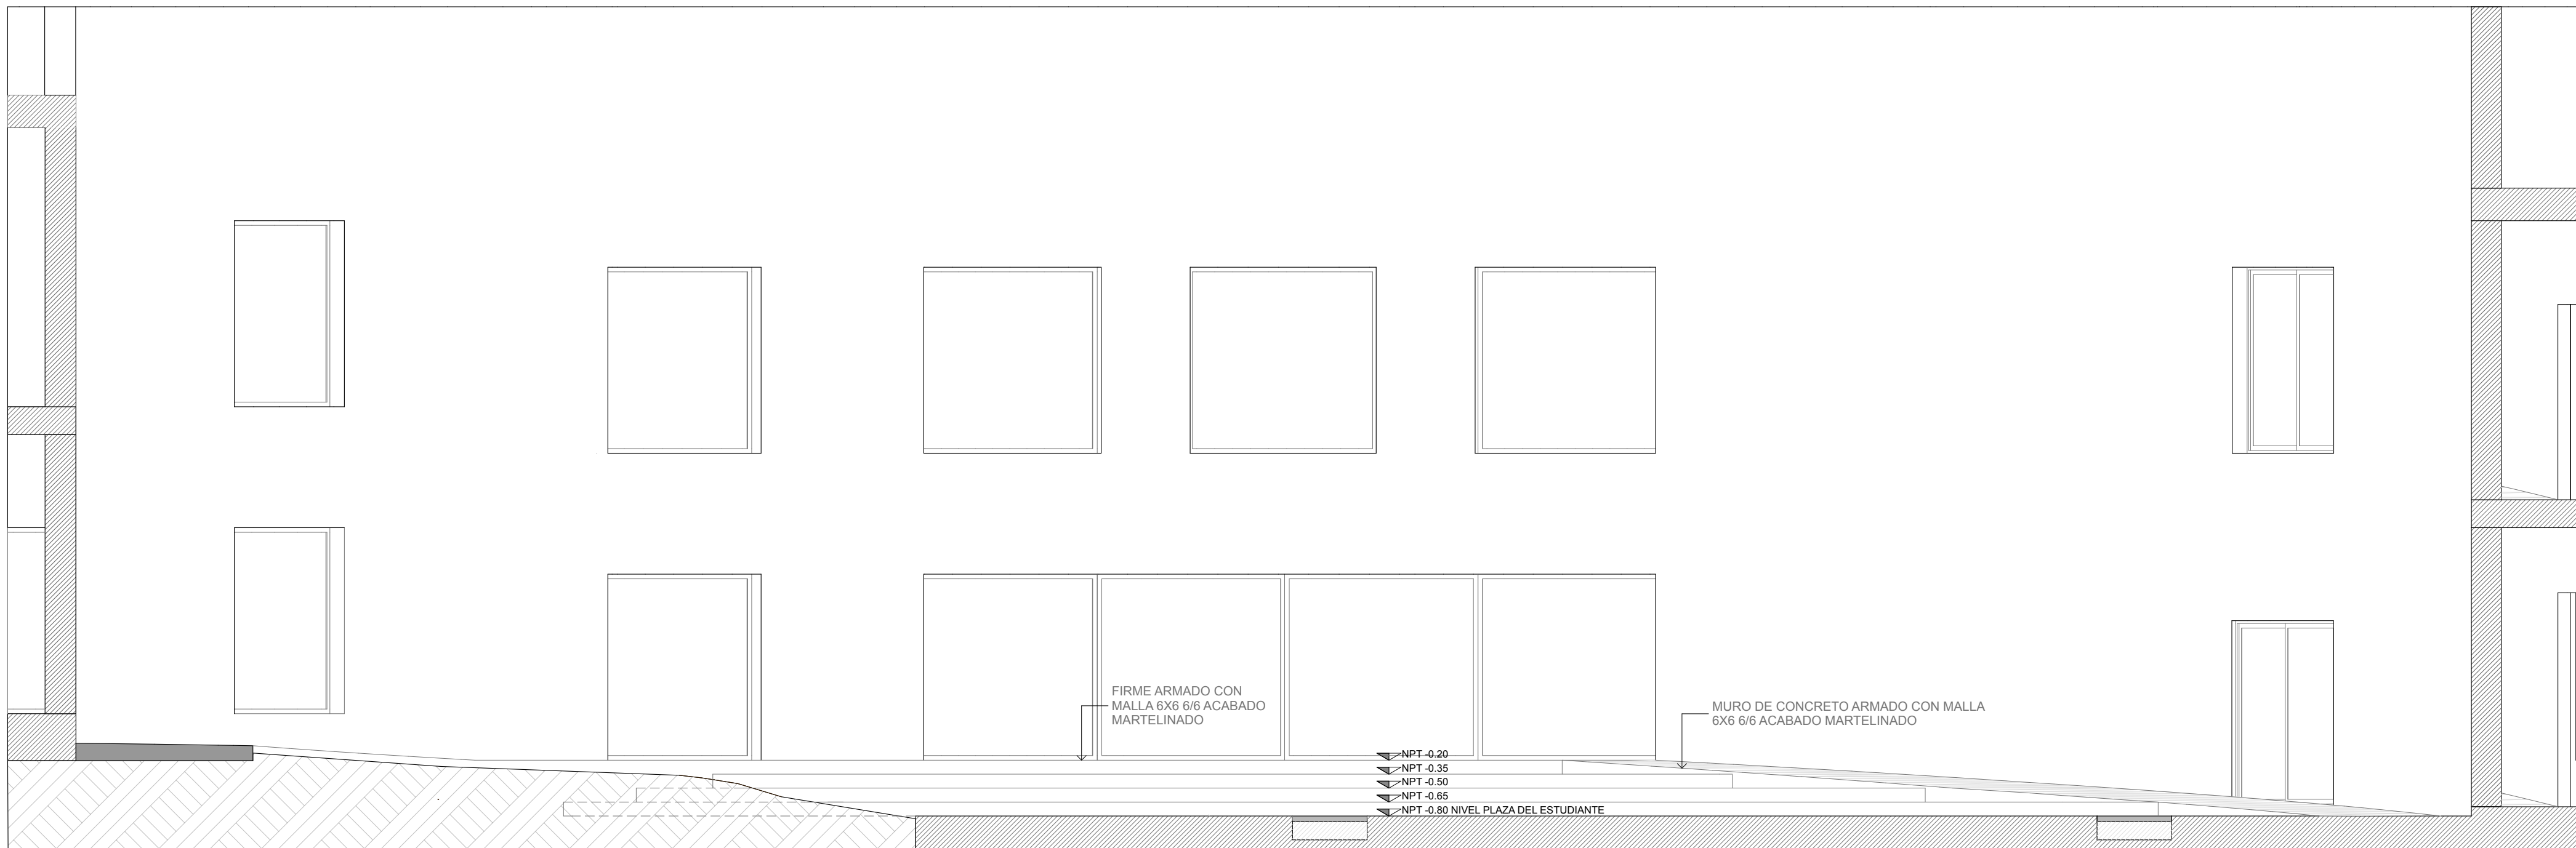 FIRME ARMADO CON
MALLA 6X6 6/6 ACABADO
MARTELINADO
MURO DE CONCRETO ARMADO CON MALLA
6X6 6/6 ACABADO MARTELINADO
NPT -0.20
NPT -0.35
NPT -0.50
NPT -0.65
NPT -0.80 NIVEL PLAZA DEL ESTUDIANTE